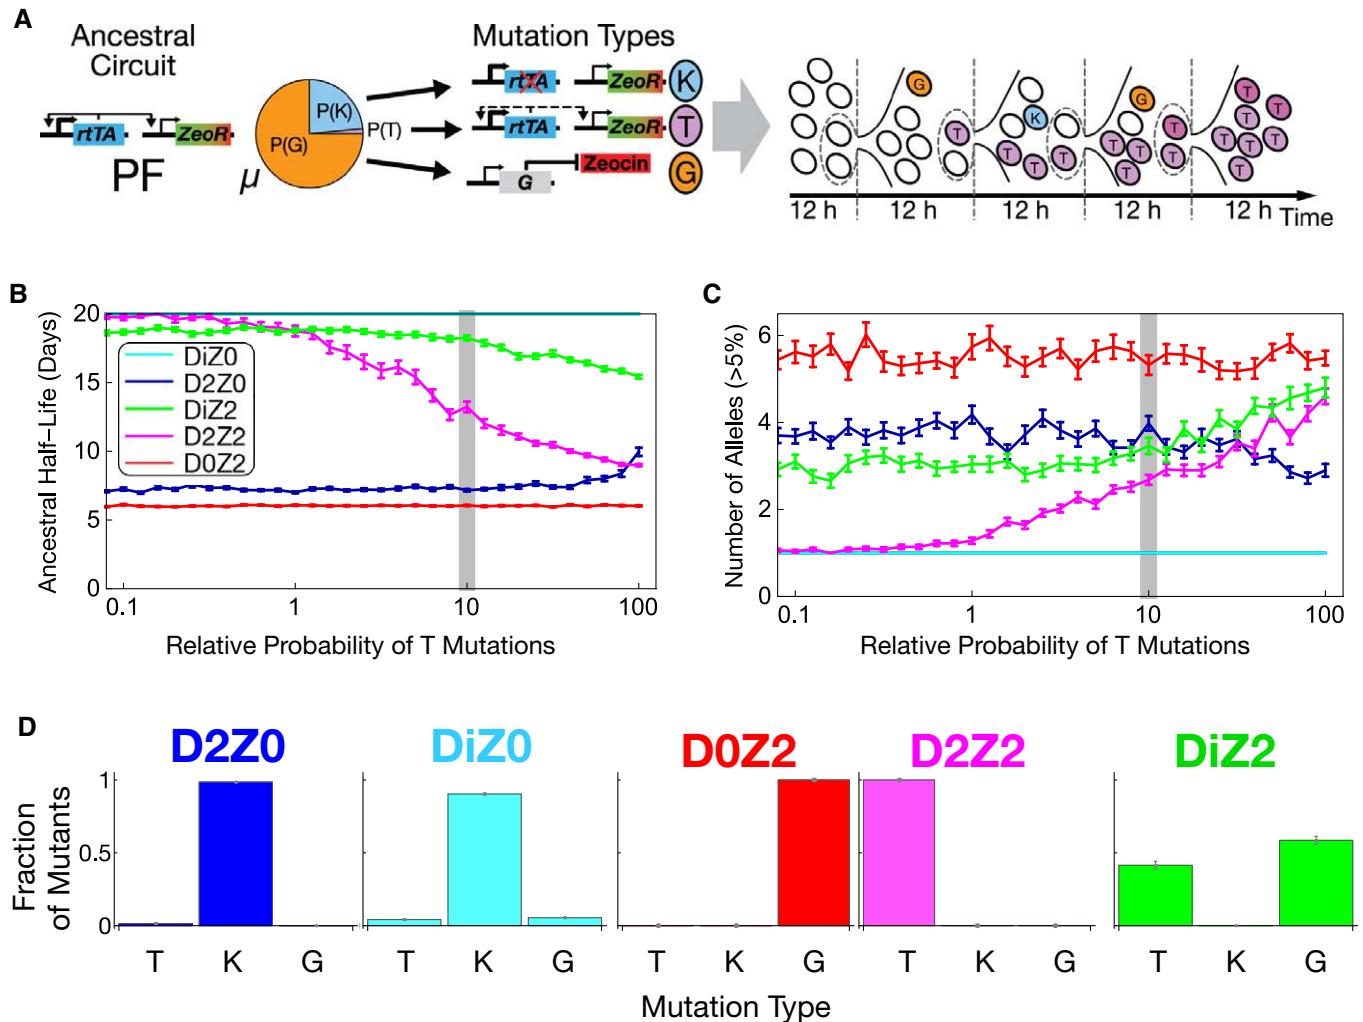 A
Ancestral
Circuit
Mutation Types
rtTA
ZeoR
PF
P(K)
P(T)
P(G)
μ
rtTA
ZeoR
K
rtTA
ZeoR
T
G
Zeocin
G
G
T
K
T
T
T
G
T
T
T
T
T
T
T
T
T
T
T
T
T
12 h
12 h
12 h
12 h
12 h
Time
B
Ancestral Half-Life (Days)
20
15
10
5
0
DiZ0
D2Z0
DiZ2
D2Z2
D0Z2
0.1
1
10
100
Relative Probability of T Mutations
C
Number of Alleles (>5%)
6
4
2
0
0.1
1
10
100
Relative Probability of T Mutations
D
D2Z0
DiZ0
D0Z2
D2Z2
DiZ2
Fraction
of Mutants
1
0.5
0
T K G
T K G
T K G
T K G
T K G
Mutation Type